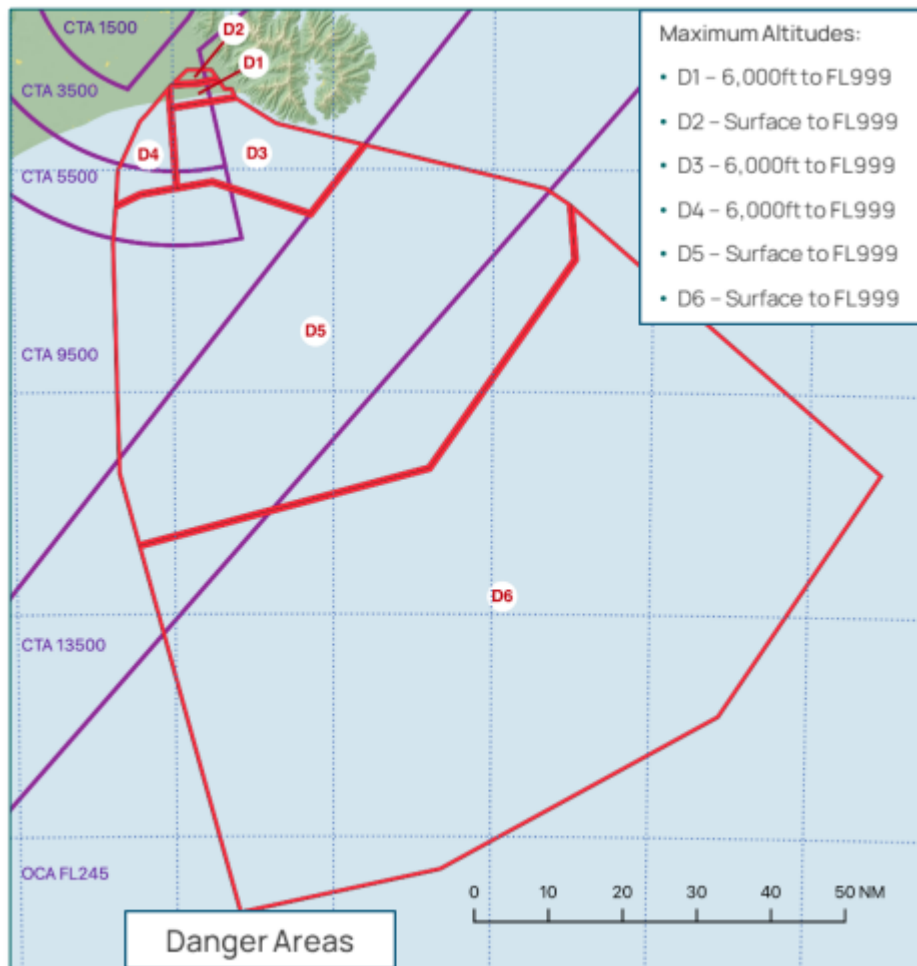 CTA 1500
D2
D1
CTA 3500
D4
D3
CTA 5500
Maximum Altitudes:
• D1 – 6,000ft to FL999
• D2 – Surface to FL999
• D3 – 6,000ft to FL999
• D4 – 6,000ft to FL999
• D5 – Surface to FL999
• D6 – Surface to FL999
D5
CTA 9500
D6
CTA 13500
OCA FL245
0 10 20 30 40 50 NM
Danger Areas